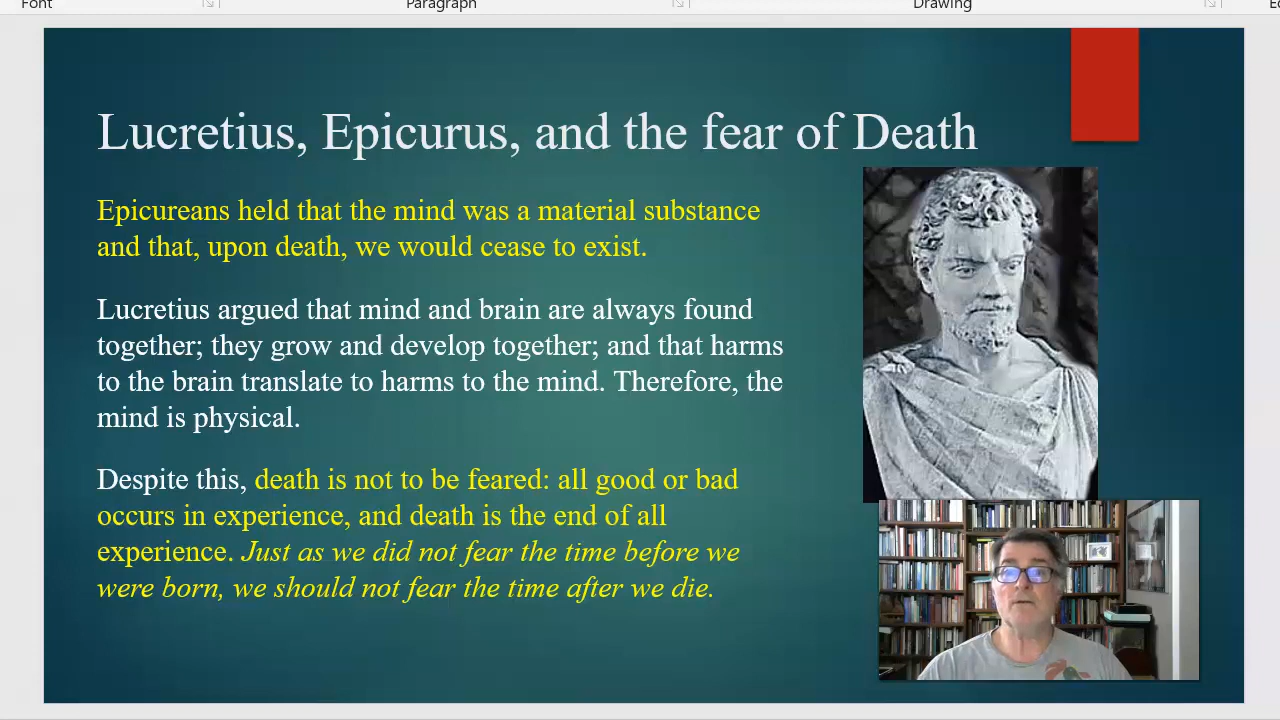 Font
Paragraph
Drawing
Lucretius, Epicurus, and the fear of Death
Epicureans held that the mind was a material substance
and that, upon death, we would cease to exist.
Lucretius argued that mind and brain are always found
together; they grow and develop together; and that harms
to the brain translate to harms to the mind. Therefore, the
mind is physical.
Despite this, death is not to be feared: all good or bad
occurs in experience, and death is the end of all
experience. Just as we did not fear the time before we
were born, we should not fear the time after we die.